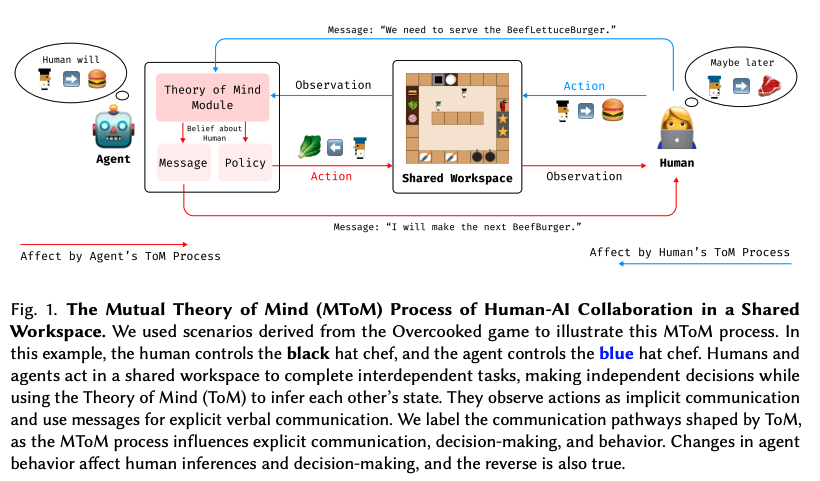 Message: “We need to serve the BeefLettuceBurger.”
Human will
Maybe later
Theory of Mind
Module
Observation
Action
Belief about
Human
Agent
Message
Policy
Action
Shared Workspace
Observation
Human
Message: “I will make the next BeefBurger.”
Affect by Agent’s ToM Process
Affect by Human’s ToM Process
Fig. 1. The Mutual Theory of Mind (MToM) Process of Human-AI Collaboration in a Shared
Workspace. We used scenarios derived from the Overcooked game to illustrate this MToM process. In
this example, the human controls the black hat chef, and the agent controls the blue hat chef. Humans and
agents act in a shared workspace to complete interdependent tasks, making independent decisions while
using the Theory of Mind (ToM) to infer each other’s state. They observe actions as implicit communication
and use messages for explicit verbal communication. We label the communication pathways shaped by ToM,
as the MToM process influences explicit communication, decision-making, and behavior. Changes in agent
behavior affect human inferences and decision-making, and the reverse is also true.